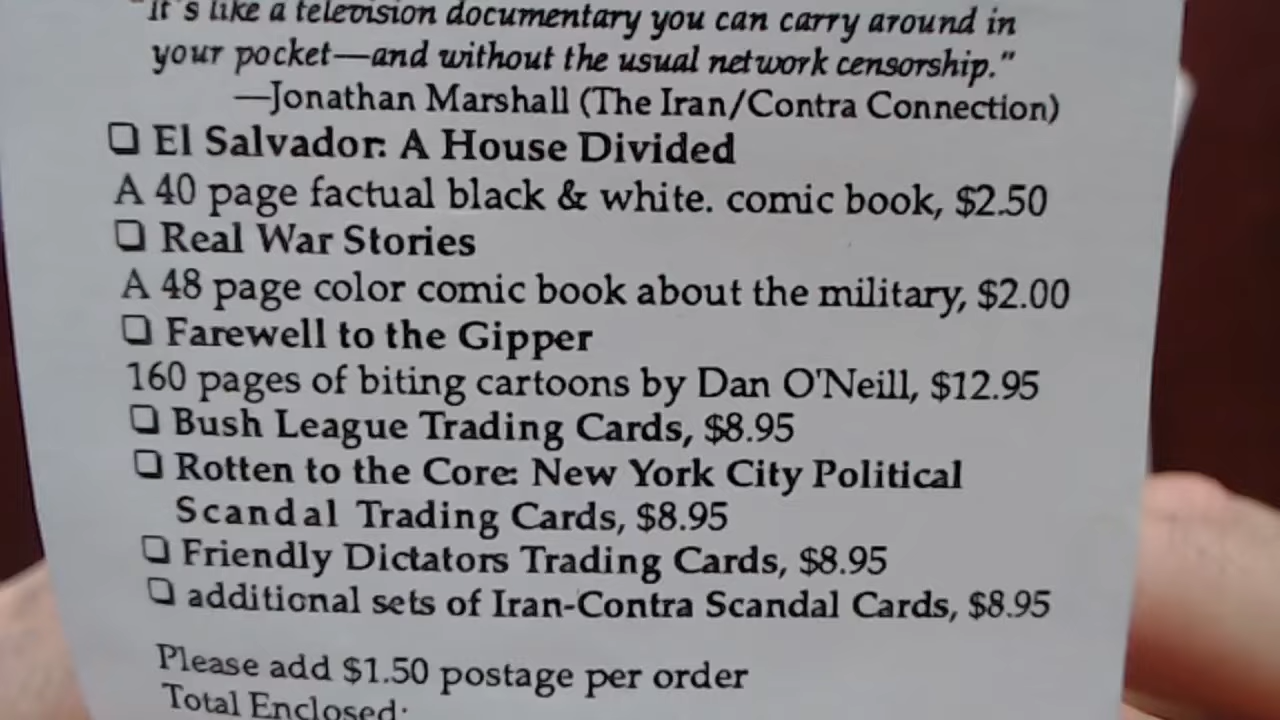 "It's like a television documentary you can carry around in
your pocket—and without the usual network censorship."
—Jonathan Marshall (The Iran/Contra Connection)
❏ El Salvador: A House Divided
A 40 page factual black & white. comic book, $2.50
❏ Real War Stories
A 48 page color comic book about the military, $2.00
❏ Farewell to the Gipper
160 pages of biting cartoons by Dan O'Neill, $12.95
❏ Bush League Trading Cards, $8.95
❏ Rotten to the Core: New York City Political
Scandal Trading Cards, $8.95
❏ Friendly Dictators Trading Cards, $8.95
❏ additional sets of Iran-Contra Scandal Cards, $8.95
Please add $1.50 postage per order
Total Enclosed: